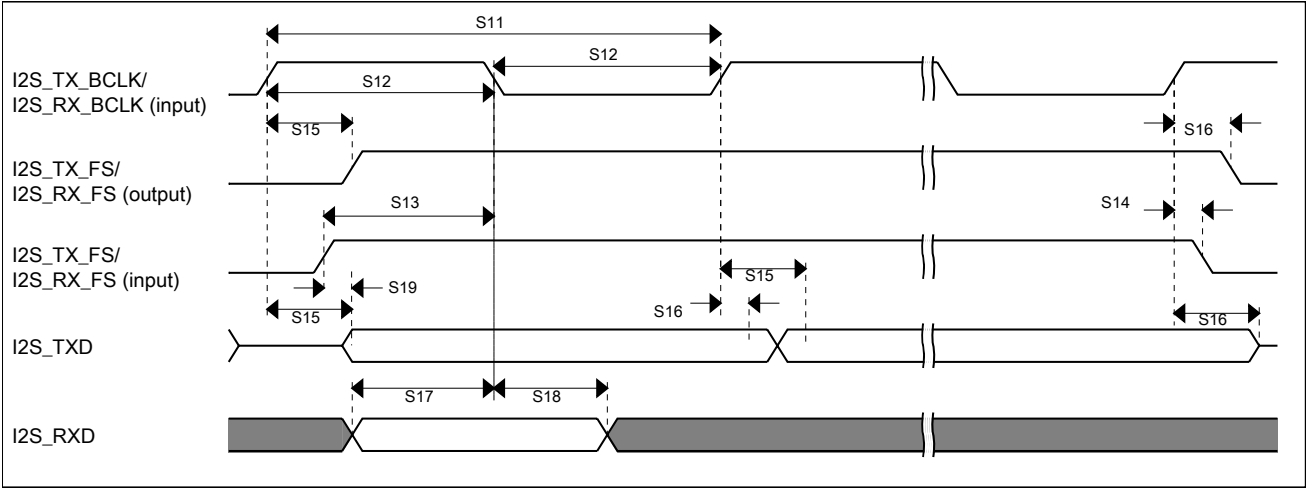 S11
I2S_TX_BCLK/
I2S_RX_BCLK (input)
S12
S12
S15
S16
I2S_TX_FS/
I2S_RX_FS (output)
S13
S14
I2S_TX_FS/
I2S_RX_FS (input)
S15
S19
S16
S15
S16
I2S_TXD
S17
S18
I2S_RXD